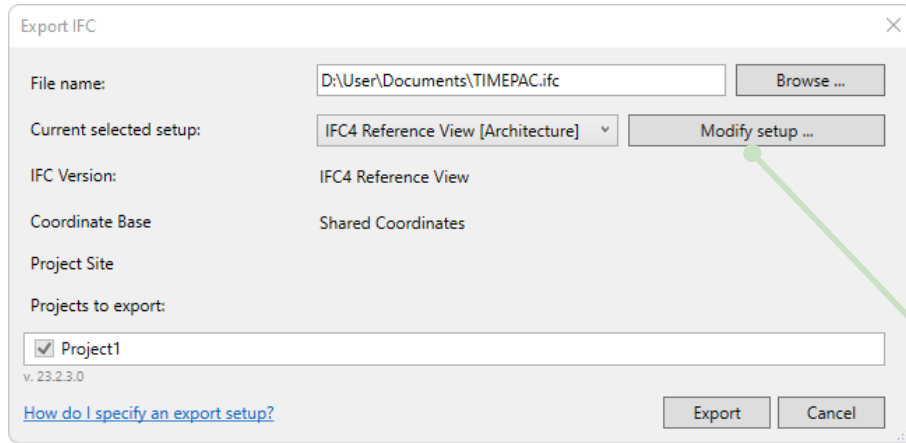 Export IFC
File name:
D:\User\Documents\TIMEPAC.ifc
Browse ...
Current selected setup:
IFC4 Reference View [Architecture]
Modify setup ...
IFC Version:
IFC4 Reference View
Coordinate Base
Shared Coordinates
Project Site
Projects to export:
Project1
v. 23.2.3.0
How do I specify an export setup?
Export
Cancel